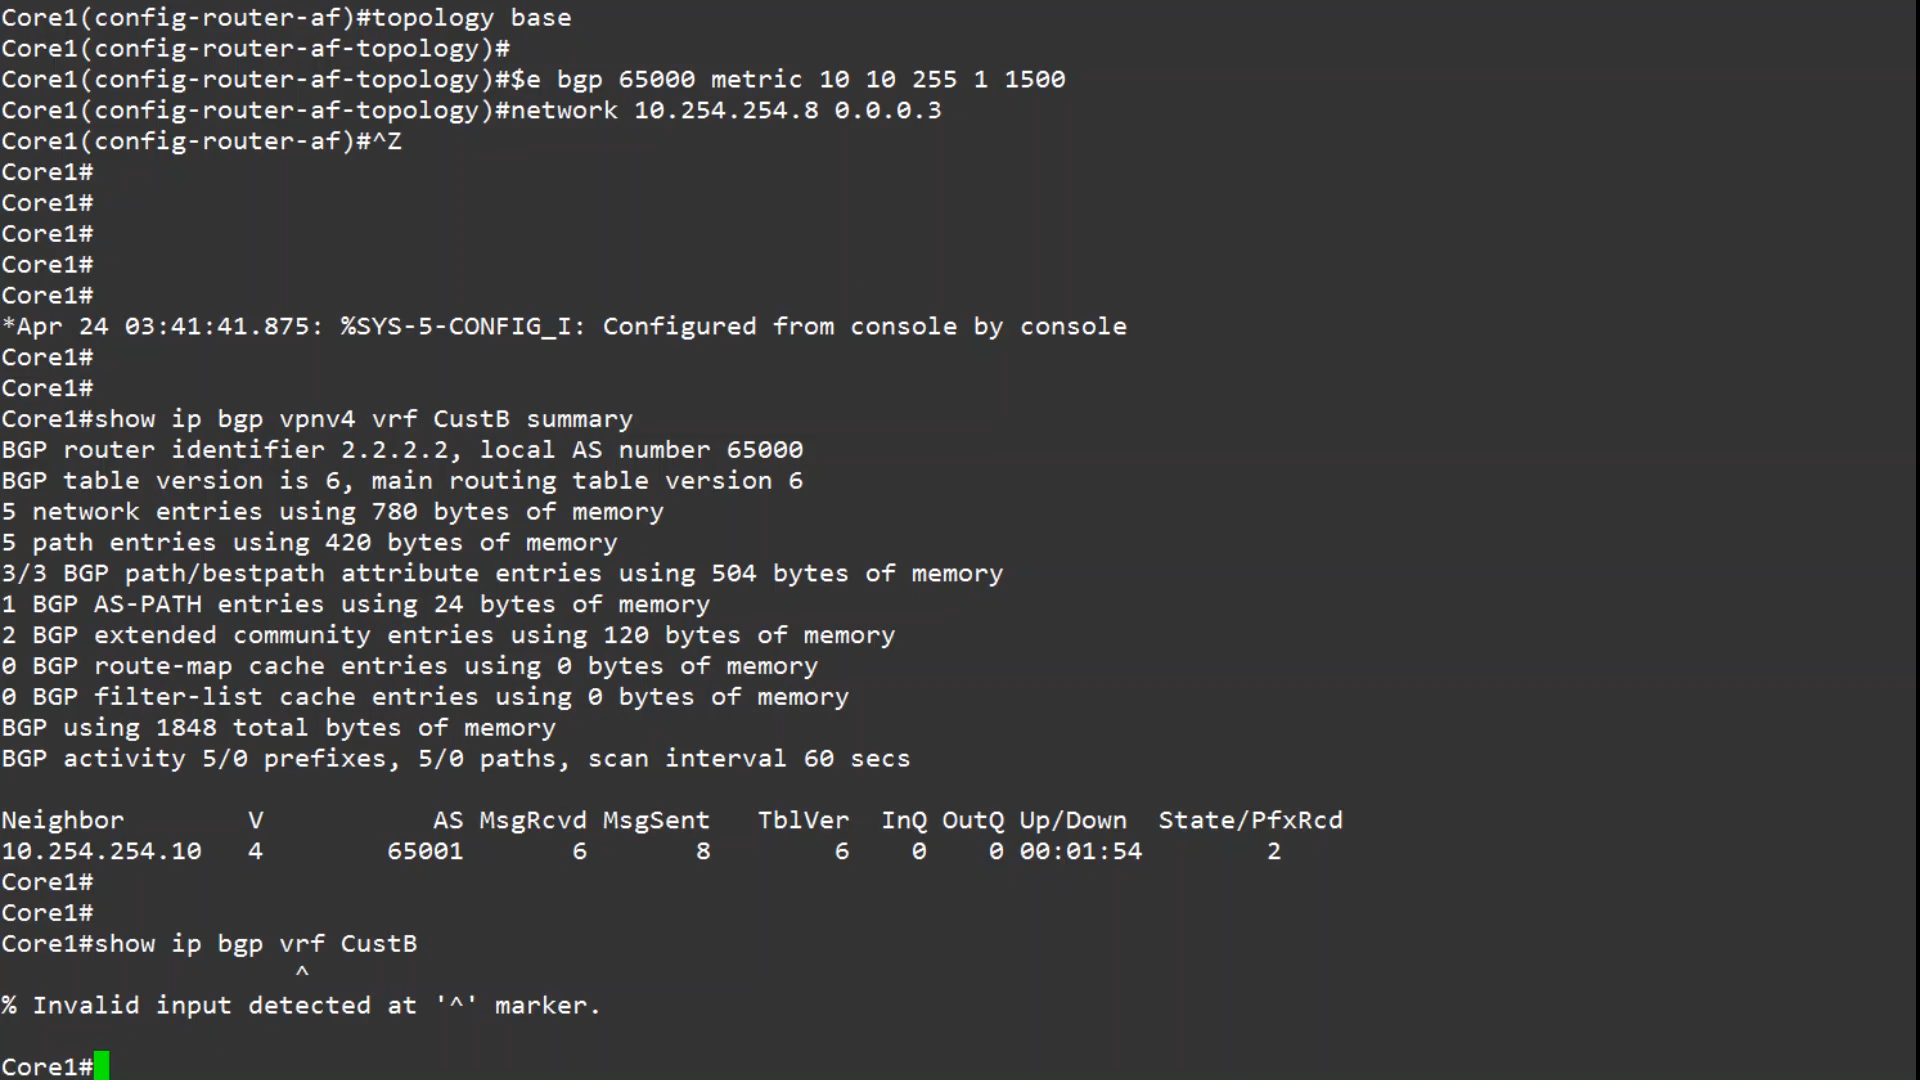 Core1(config-router-af)#topology base
Core1(config-router-af-topology)#
Core1(config-router-af-topology)#$e bgp 65000 metric 10 10 255 1 1500
Core1(config-router-af-topology)#network 10.254.254.8 0.0.0.3
Core1(config-router-af)#^Z
Core1#
Core1#
Core1#
Core1#
Core1#
*Apr 24 03:41:41.875: %SYS-5-CONFIG_I: Configured from console by console
Core1#
Core1#
Core1#show ip bgp vpnv4 vrf CustB summary
BGP router identifier 2.2.2.2, local AS number 65000
BGP table version is 6, main routing table version 6
5 network entries using 780 bytes of memory
5 path entries using 420 bytes of memory
3/3 BGP path/bestpath attribute entries using 504 bytes of memory
1 BGP AS-PATH entries using 24 bytes of memory
2 BGP extended community entries using 120 bytes of memory
0 BGP route-map cache entries using 0 bytes of memory
0 BGP filter-list cache entries using 0 bytes of memory
BGP using 1848 total bytes of memory
BGP activity 5/0 prefixes, 5/0 paths, scan interval 60 secs

Neighbor        V           AS MsgRcvd MsgSent   TblVer  InQ OutQ Up/Down  State/PfxRcd
10.254.254.10   4        65001       6       8        6    0    0 00:01:54        2
Core1#
Core1#
Core1#show ip bgp vrf CustB
                   ^
% Invalid input detected at '^' marker.

Core1#